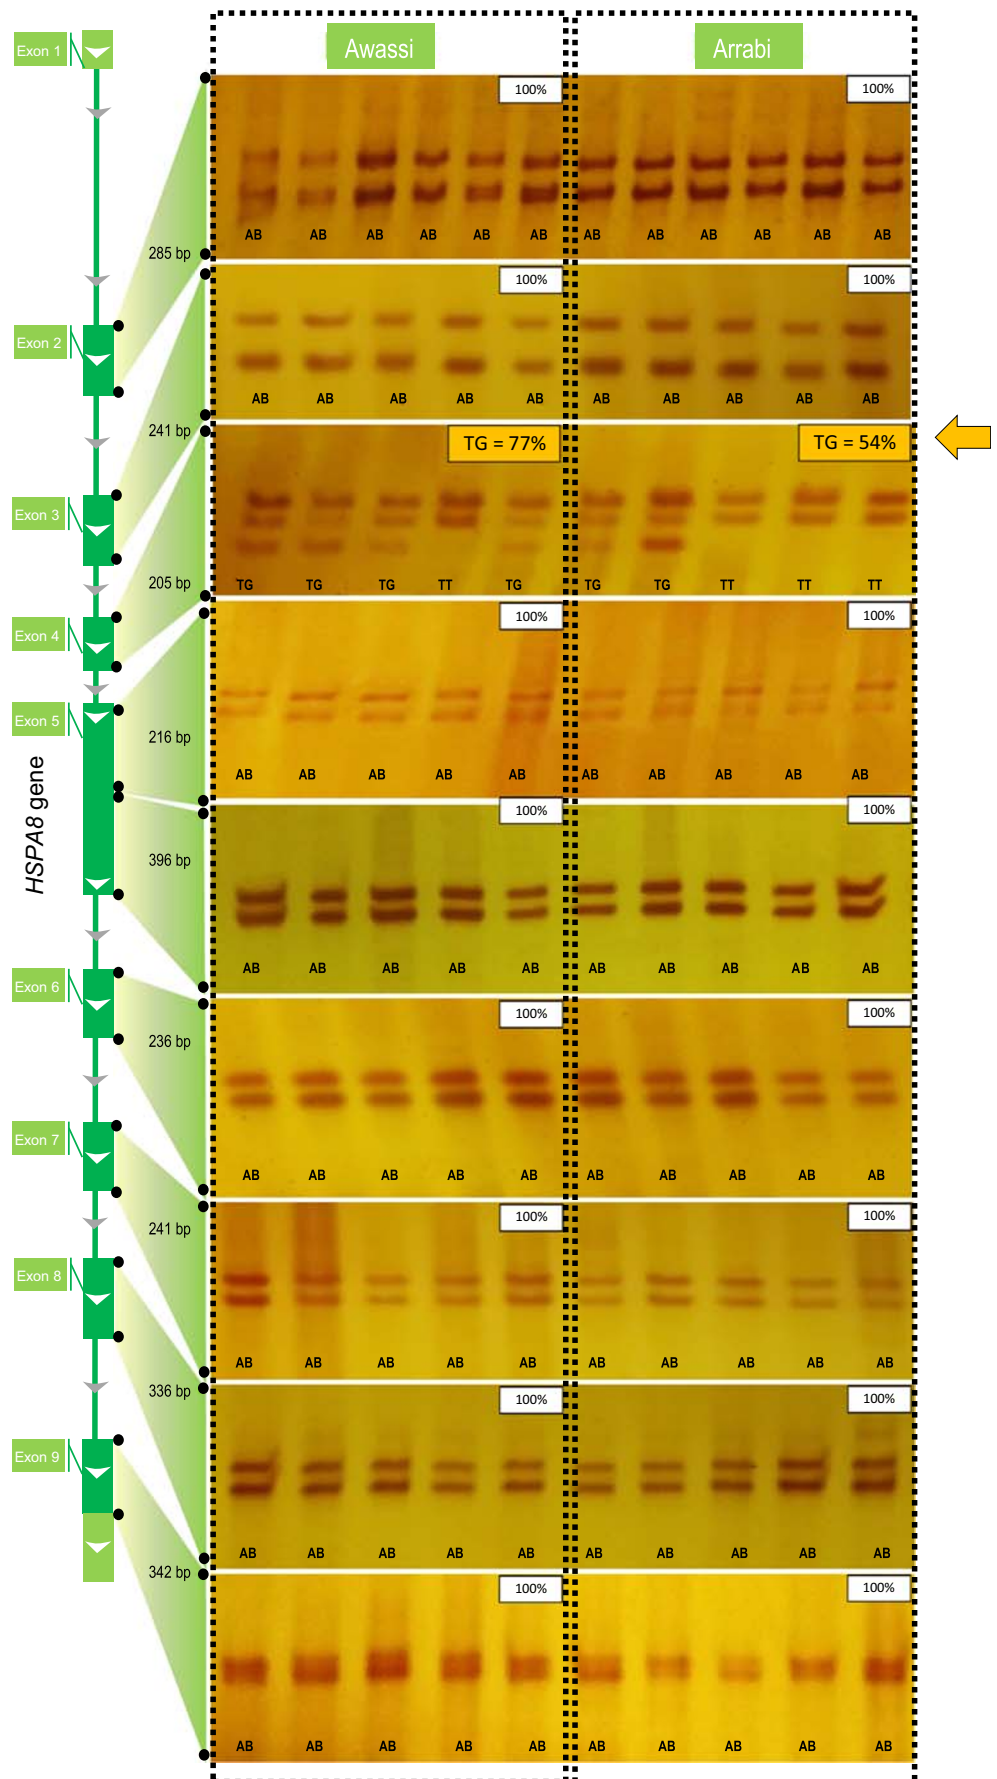 Awassi Arrabi
Exon 1
100% 100%
AB AB AB AB AB AB AB AB AB AB AB AB
285 bp
100% 100%
Exon 2
AB AB AB AB AB AB AB AB AB AB
241 bp
TG = 77% TG = 54%
Exon 3
205 bp
TG TG TG TT TG TG TG TT TT TT
100% 100%
Exon 4
Exon 5
216 bp
AB AB AB AB AB AB AB AB AB AB
100% 100%
HSPA8 gene
396 bp
AB AB AB AB AB AB AB AB AB AB
Exon 6
100% 100%
236 bp
Exon 7
AB AB AB AB AB AB AB AB AB AB
100% 100%
241 bp
Exon 8
AB AB AB AB AB AB AB AB AB AB
336 bp
100% 100%
Exon 9
AB AB AB AB AB AB AB AB AB AB
342 bp
100% 100%
AB AB AB AB AB AB AB AB AB AB